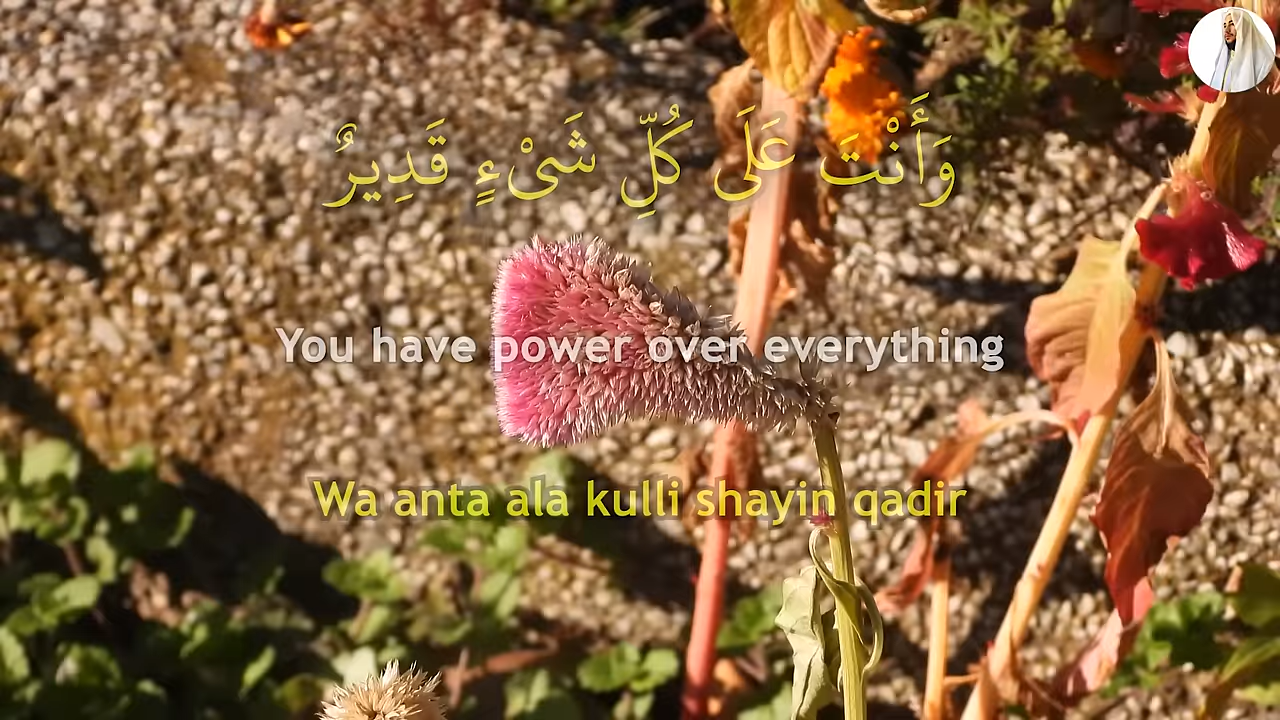 وَأَنْتَ عَلَى كُلِّ شَىْءٍ قَدِيرٌ
You have power over everything
Wa anta ala kulli shayin qadir